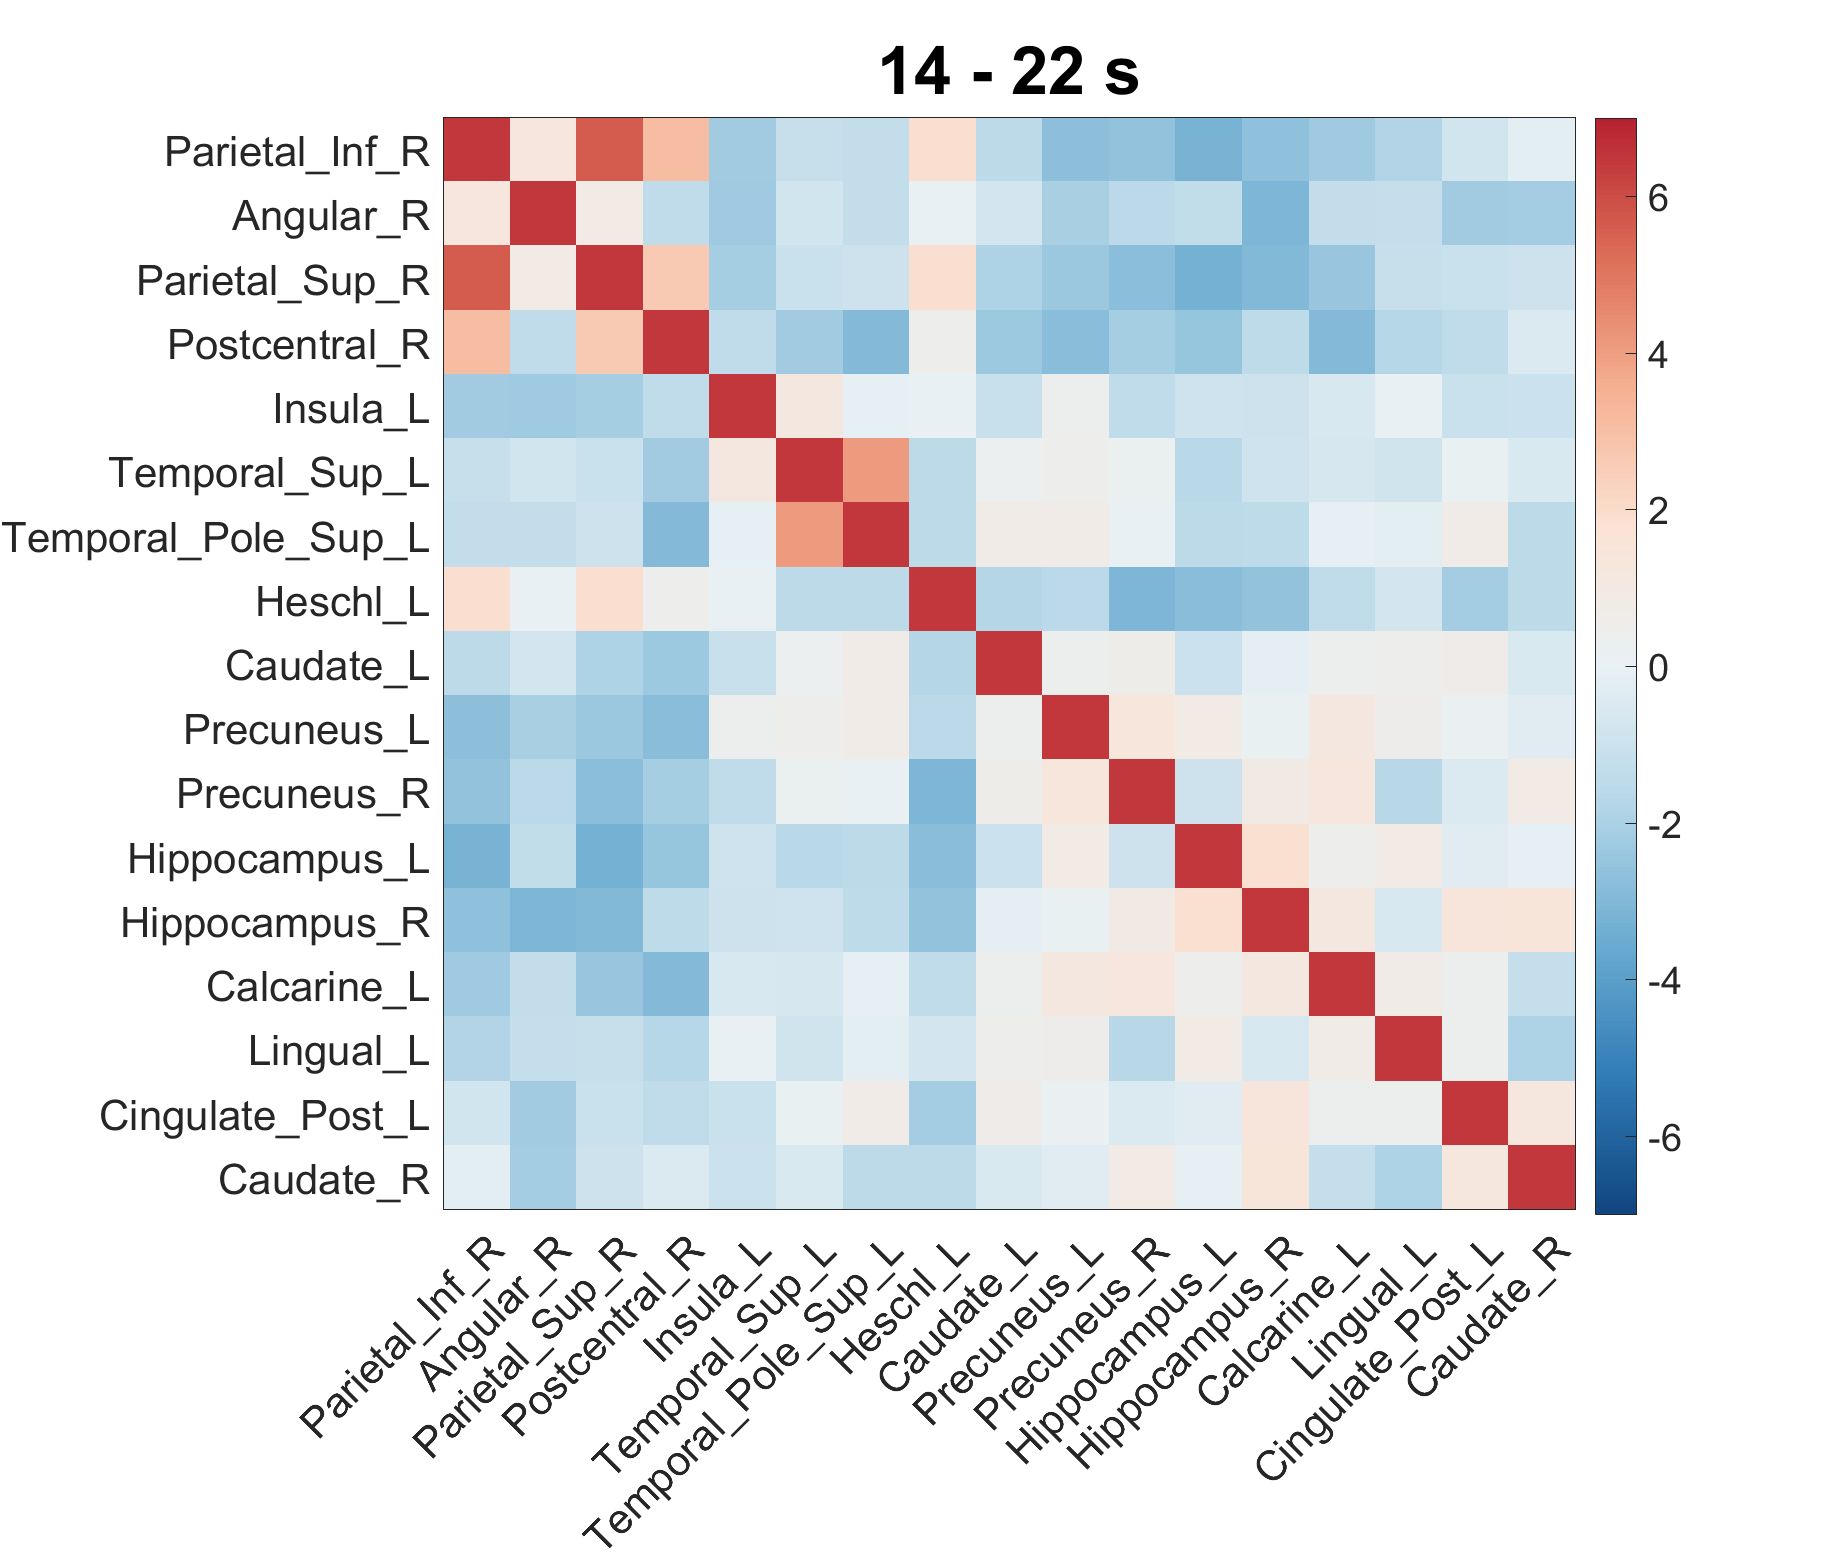 14 - 22 s
Parietal_Inf_R
Angular_R
Parietal_Sup_R
Postcentral_R
Insula_L
Temporal_Sup_L
Temporal_Pole_Sup_L
Heschl_L
Caudate_L
Precuneus_L
Precuneus_R
Hippocampus_L
Hippocampus_R
Calcarine_L
Lingual_L
Cingulate_Post_L
Caudate_R
6
4
2
0
-2
-4
-6
Parietal_Inf_R
Angular_R
Parietal_Sup_R
Postcentral_R
Insula_L
Temporal_Sup_L
Temporal_Pole_Sup_L
Heschl_L
Caudate_L
Precuneus_L
Precuneus_R
Hippocampus_L
Hippocampus_R
Calcarine_L
Lingual_L
Cingulate_Post_L
Caudate_R